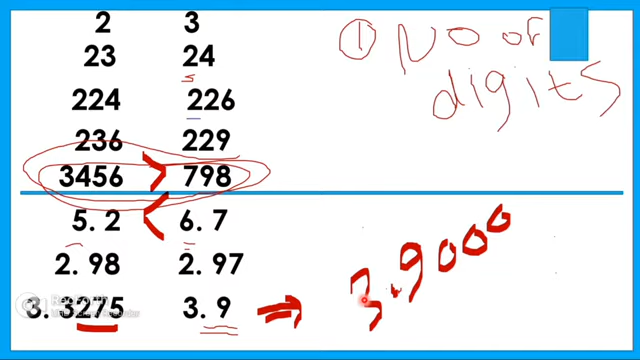 2 3
① No of
23 24
digits
224 226
236 229
3456 > 798
5. 2 < 6. 7
2. 98 2. 97
3.9000
3. 3275 3. 9 ⇒